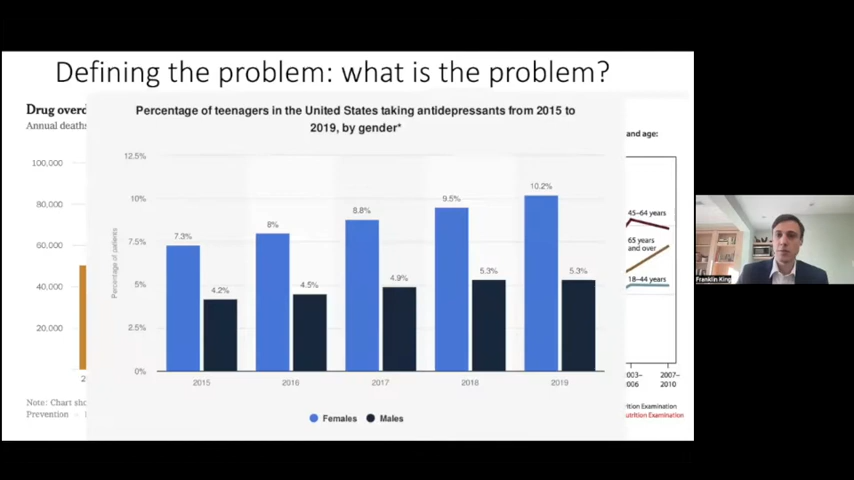 Defining the problem: what is the problem?
Drug overd
Annual deaths
100,000
80,000
60,000
40,000
20.000
2
Note: Chart sho
Prevention
Percentage of teenagers in the United States taking antidepressants from 2015 to
2019, by gender*
Percentage of patients
12.5%
10%
7.5%
5%
2.5%
0%
7.3%
4.2%
8%
4.5%
8.8%
4.9%
9.5%
5.3%
10.2%
5.3%
2015
2016
2017
2018
2019
Females
Males
and age:
45–64 years
65 years
and over
18–44 years
03–
006
2007–
2010
ition Examination
utrition Examination
Franklin King